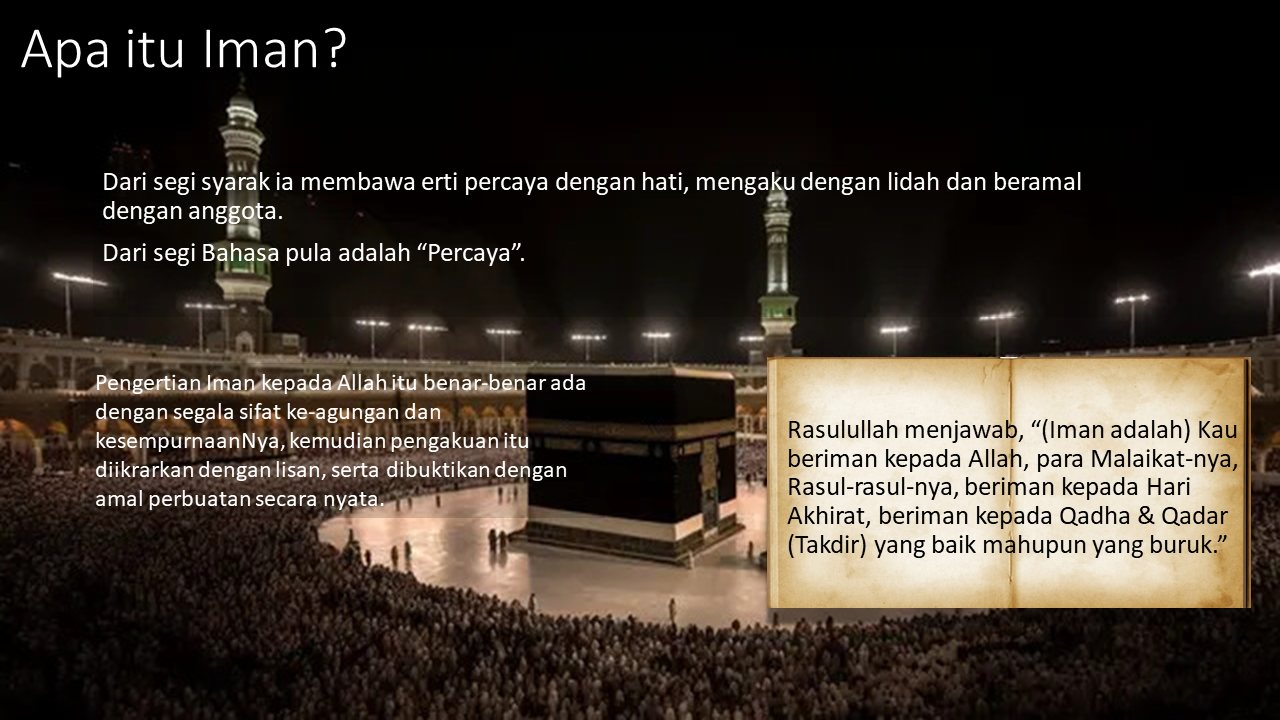 Apa itu Iman?
Dari segi syarak ia membawa erti percaya dengan hati, mengaku dengan lidah dan beramal
dengan anggota.
Dari segi Bahasa pula adalah “Percaya”.
Pengertian Iman kepada Allah itu benar-benar ada
dengan segala sifat ke-agungan dan
kesempurnaanNya, kemudian pengakuan itu
diikrarkan dengan lisan, serta dibuktikan dengan
amal perbuatan secara nyata.
Rasulullah menjawab, “(Iman adalah) Kau
beriman kepada Allah, para Malaikat-nya,
Rasul-rasul-nya, beriman kepada Hari
Akhirat, beriman kepada Qadha & Qadar
(Takdir) yang baik mahupun yang buruk.”